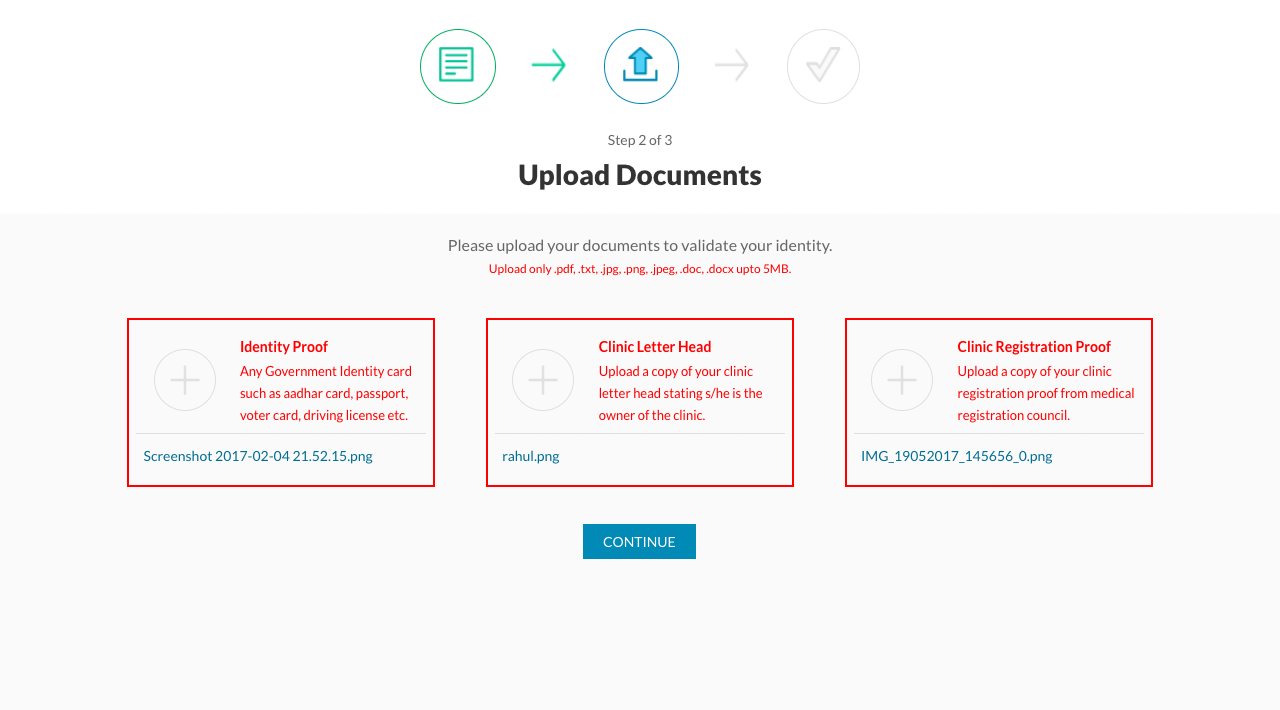 Step 2 of 3
Upload Documents
Please upload your documents to validate your identity.
Upload only .pdf, .txt, .jpg, .png, .jpeg, .doc, .docx upto 5MB.
Identity Proof
Any Government Identity card
such as aadhar card, passport,
voter card, driving license etc.
Screenshot 2017-02-04 21.52.15.png
Clinic Letter Head
Upload a copy of your clinic
letter head stating s/he is the
owner of the clinic.
rahul.png
Clinic Registration Proof
Upload a copy of your clinic
registration proof from medical
registration council.
IMG_19052017_145656_0.png
CONTINUE